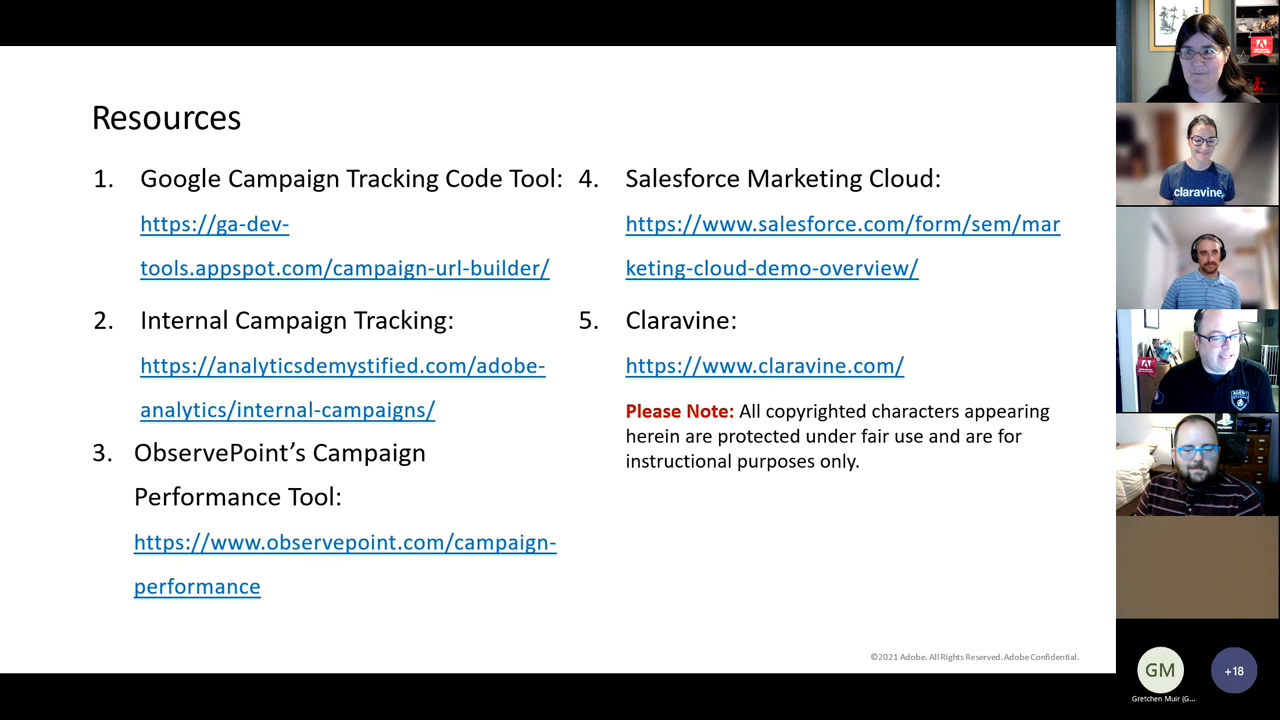 Resources
1. Google Campaign Tracking Code Tool:
https://ga-dev-
tools.appspot.com/campaign-url-builder/
2. Internal Campaign Tracking:
https://analyticsdemystified.com/adobe-
analytics/internal-campaigns/
3. ObservePoint’s Campaign
Performance Tool:
https://www.observepoint.com/campaign-
performance
4. Salesforce Marketing Cloud:
https://www.salesforce.com/form/sem/mar
keting-cloud-demo-overview/
5. Claravine:
https://www.claravine.com/
Please Note: All copyrighted characters appearing
herein are protected under fair use and are for
instructional purposes only.
©2021 Adobe. All Rights Reserved. Adobe Confidential.
claravine
GM
Gretchen Muir (G...
+18